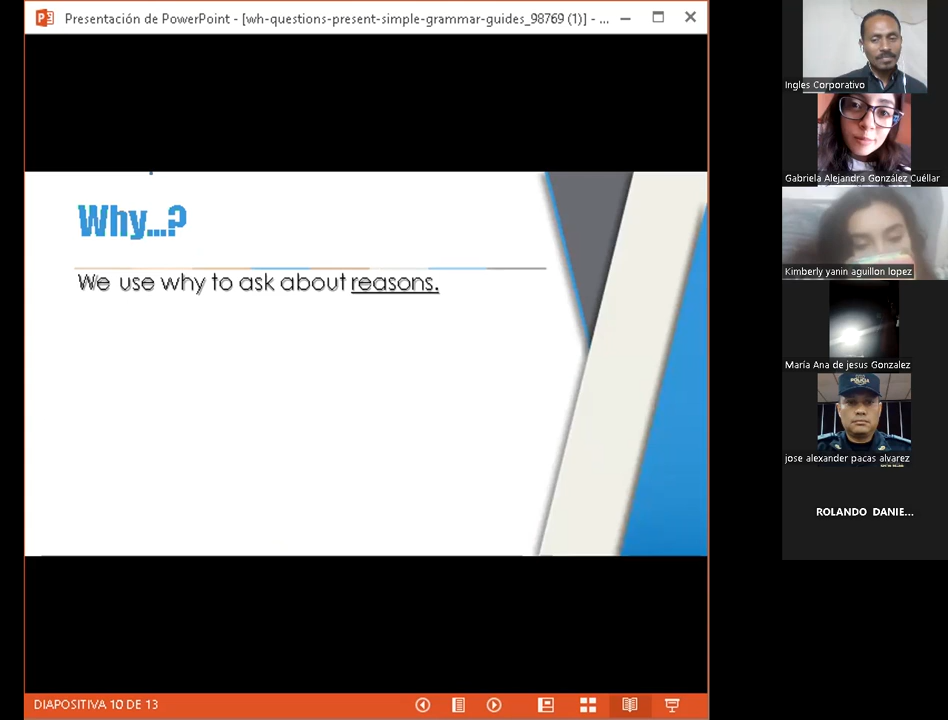 Presentación de PowerPoint - [wh-questions-present-simple-grammar-guides_98769 (1)] - ...
Why...?
We use why to ask about reasons.
DIAPOSITIVA 10 DE 13
Ingles Corporativo
Gabriela Alejandra González Cuéllar
Kimberly yanin aguillon lopez
María Ana de jesus Gonzalez
POLICIA
jose alexander pacas alvarez
ROLANDO DANIE...